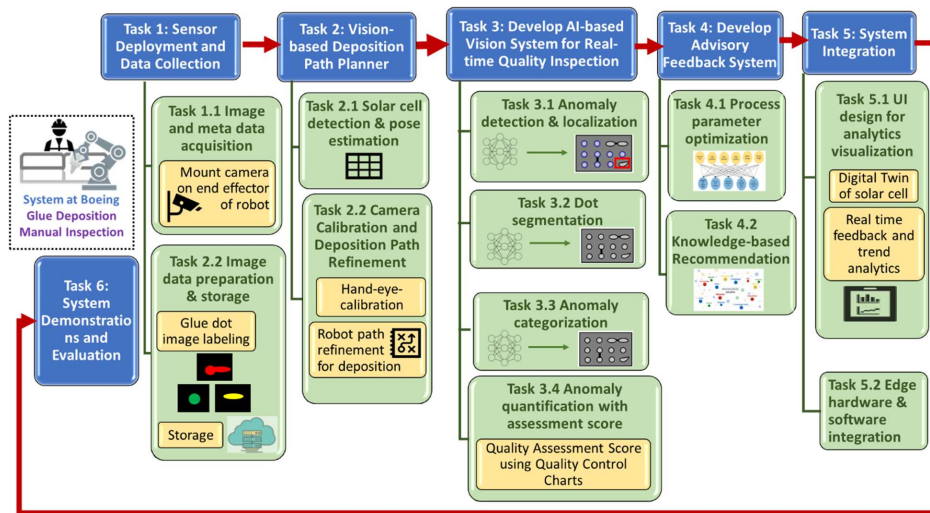 Task 1: Sensor
Deployment and
Data Collection
Task 2: Vision-
based Deposition
Path Planner
Task 3: Develop AI-based
Vision System for Real-
time Quality Inspection
Task 4: Develop
Advisory
Feedback System
Task 5: System
Integration
System at Boeing
Glue Deposition
Manual Inspection
Task 6:
System
Demonstratio
ns and
Evaluation
Task 1.1 Image
and meta data
acquisition
Mount camera
on end effector
of robot
Task 2.2 Image
data preparation
& storage
Glue dot
image labeling
Storage
Task 2.1 Solar cell
detection & pose
estimation
Task 2.2 Camera
Calibration and
Deposition Path
Refinement
Hand-eye-
calibration
Robot path
refinement
for deposition
Task 3.1 Anomaly
detection & localization
Task 3.2 Dot
segmentation
Task 3.3 Anomaly
categorization
Task 3.4 Anomaly
quantification with
assessment score
Quality Assessment Score
using Quality Control
Charts
Task 4.1 Process
parameter
optimization
Task 4.2
Knowledge-based
Recommendation
Task 5.1 UI
design for
analytics
visualization
Digital Twin
of solar cell
Real time
feedback and
trend analytics
Task 5.2 Edge
hardware &
software
integration